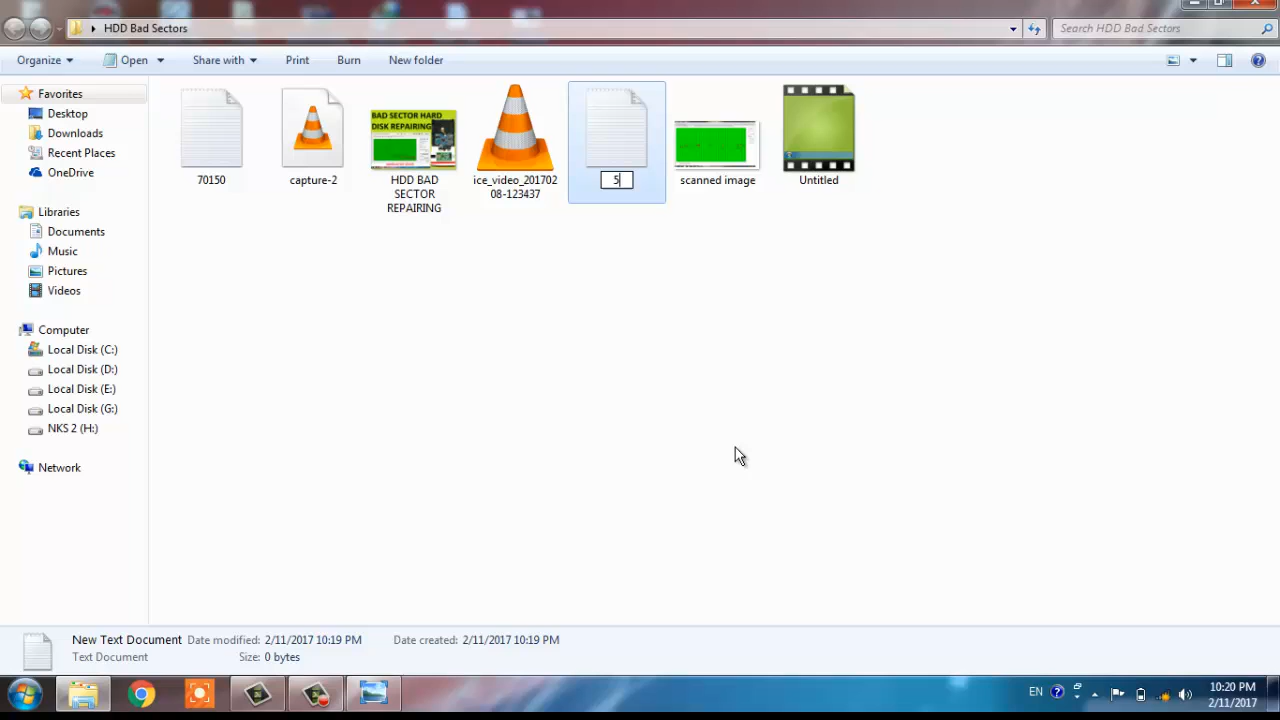 HDD Bad Sectors
Search HDD Bad Sectors
Organize
Open
Share with
Print
Burn
New folder
Favorites
Desktop
Downloads
Recent Places
OneDrive
Libraries
Documents
Music
Pictures
Videos
Computer
Local Disk (C:)
Local Disk (D:)
Local Disk (E:)
Local Disk (G:)
NKS 2 (H:)
Network
70150
capture-2
BAD SECTOR HARD
DISK REPAIRING
HDD BAD
SECTOR
REPAIRING
ice_video_201702
08-123437
5
scanned image
Untitled
New Text Document
Date modified: 2/11/2017 10:19 PM
Date created: 2/11/2017 10:19 PM
Text Document
Size: 0 bytes
EN
10:20 PM
2/11/2017